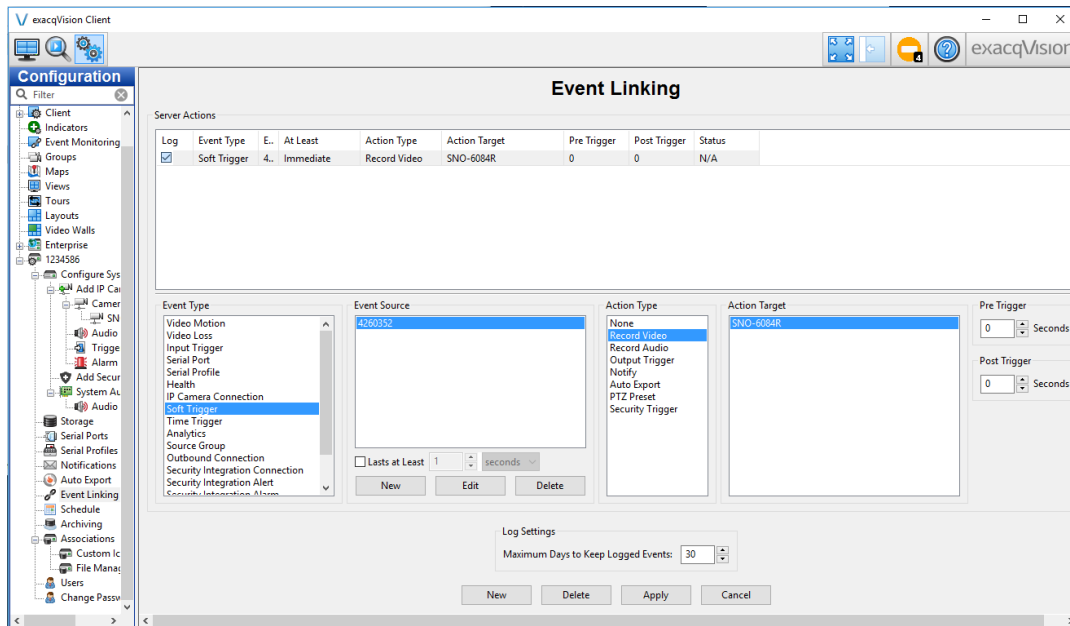 exacqVision Client
exacqVision
4
Configuration
Filter
Client
Indicators
Event Monitoring
Groups
Maps
Views
Tours
Layouts
Video Walls
Enterprise
1234586
Configure Sys
Add IP Ca
Camer
SN
Audio
Trigge
Alarm
Add Secur
System Au
Audio
Storage
Serial Ports
Serial Profiles
Notifications
Auto Export
Event Linking
Schedule
Archiving
Associations
Custom Ic
File Manag
Users
Change Passw
Event Linking
Server Actions
Log Event Type E.. At Least Action Type Action Target Pre Trigger Post Trigger Status
Soft Trigger 4.. Immediate Record Video SNO-6084R 0 0 N/A
Event Type
Video Motion
Video Loss
Input Trigger
Serial Port
Serial Profile
Health
IP Camera Connection
Soft Trigger
Time Trigger
Analytics
Source Group
Outbound Connection
Security Integration Connection
Security Integration Alert
Security Integration Alarm
Event Source
4260352
Lasts at Least 1 seconds
New Edit Delete
Action Type
None
Record Video
Record Audio
Output Trigger
Notify
Auto Export
PTZ Preset
Security Trigger
Action Target
SNO-6084R
Pre Trigger
0 Seconds
Post Trigger
0 Seconds
Log Settings
Maximum Days to Keep Logged Events: 30
New Delete Apply Cancel